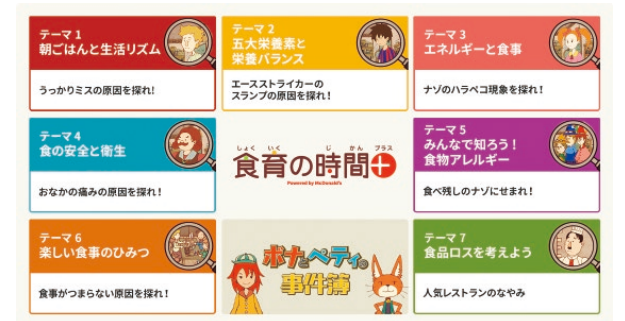 テーマ 1
朝ごはんと生活リズム
うっかりミスの原因を探れ!
テーマ 2
五大栄養素と
栄養バランス
エースストライカーの
スランプの原因を探れ！
テーマ 3
エネルギーと食事
ナゾのハラペコ現象を探れ！
テーマ 4
食の安全と衛生
おなかの痛みの原因を探れ！
しょく いく じ かん プラス
食育の時間+
Powered by McDonald's
テーマ 5
みんなで知ろう！
食物アレルギー
食べ残しのナゾにせまれ！
テーマ 6
楽しい食事のひみつ
食事がつまらない原因を探れ！
ボナとペティの
事件簿
テーマ 7
食品ロスを考えよう
人気レストランのなやみ